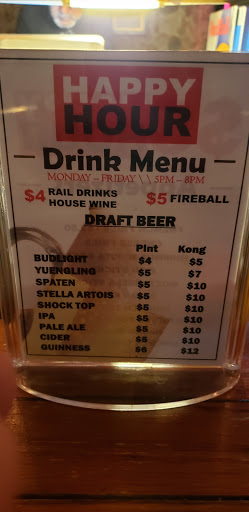 HAPPY
HOUR
Drink Menu
MONDAY – FRIDAY \\ 5PM – 8PM
$4 RAIL DRINKS HOUSE WINE $5 FIREBALL
DRAFT BEER
Pint Kong
BUDLIGHT $4 $5
YUENGLING $5 $7
SPATEN $5 $10
STELLA ARTOIS $5 $10
SHOCK TOP $5 $10
IPA $5 $10
PALE ALE $5 $10
CIDER $5 $10
GUINNESS $6 $12